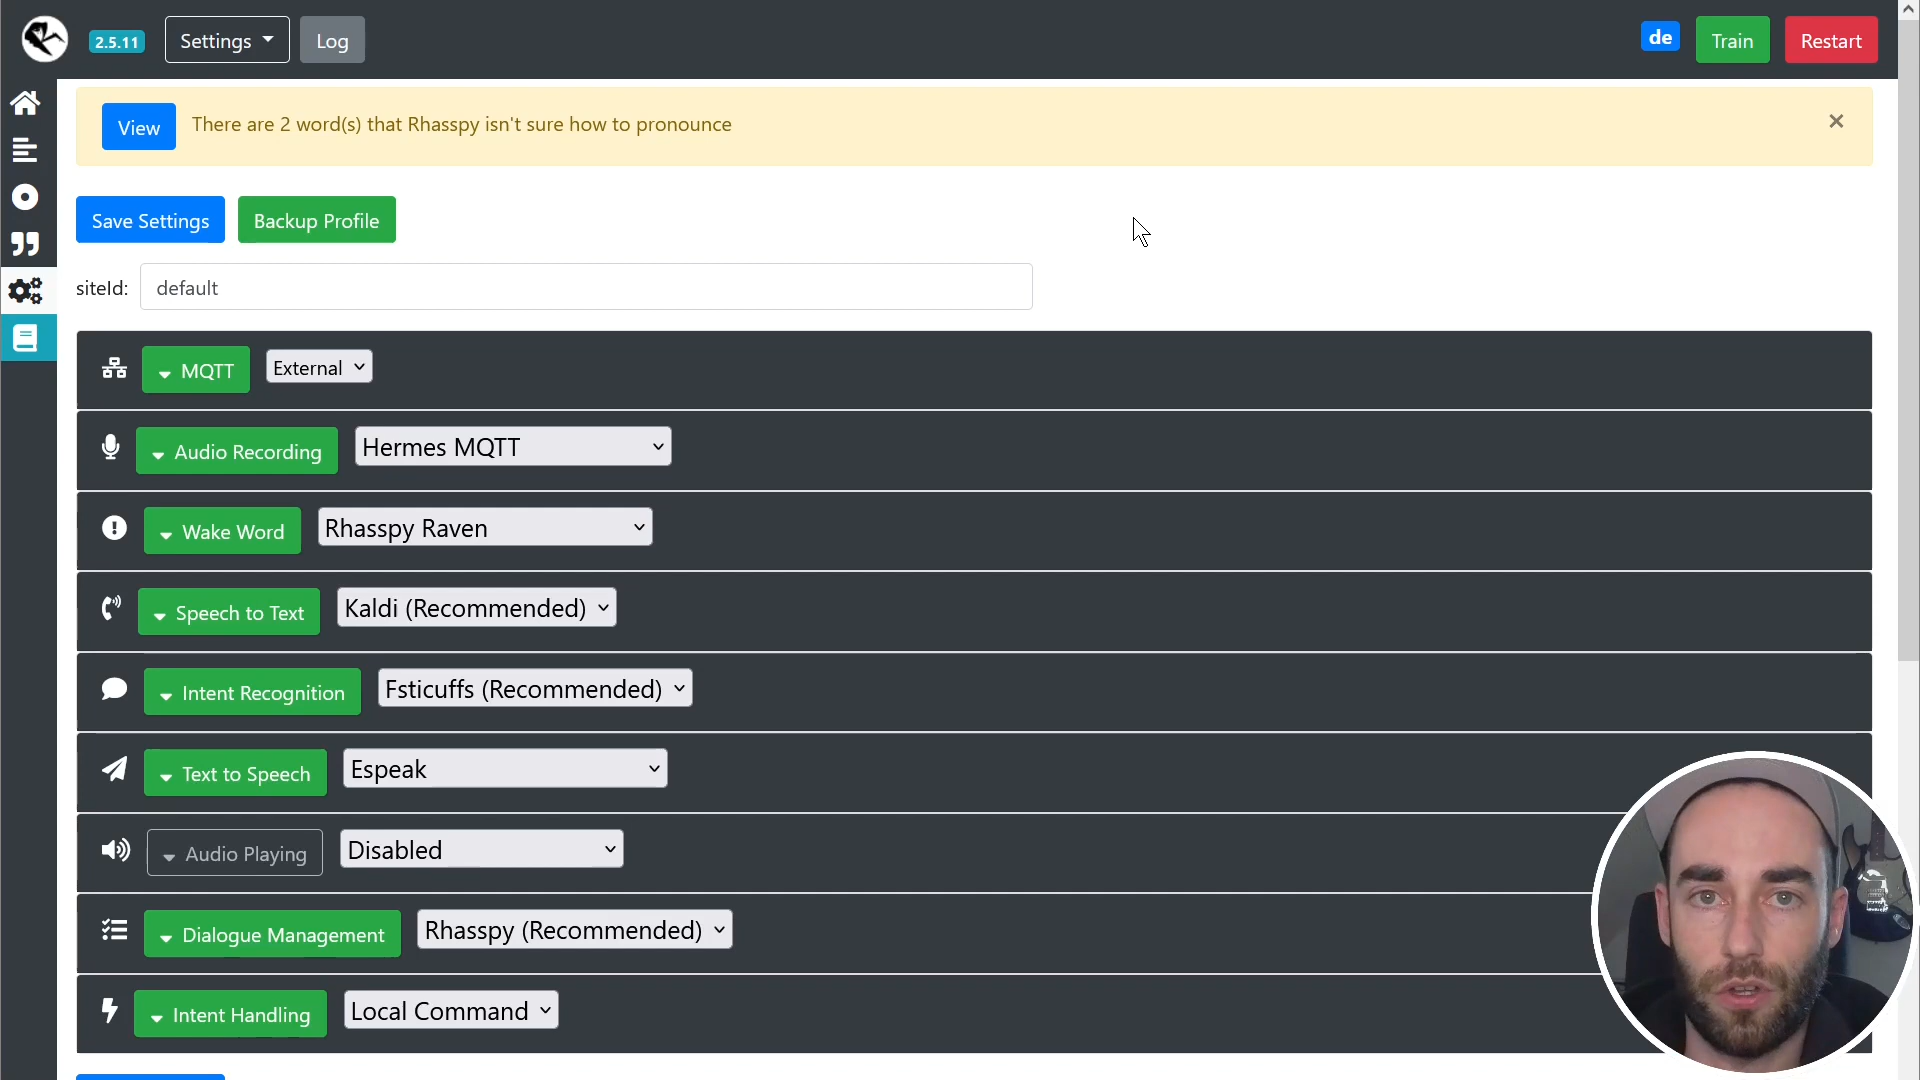 2.5.11 Settings Log de Train Restart
View There are 2 word(s) that Rhasspy isn't sure how to pronounce ×
Save Settings Backup Profile
siteId: default
MQTT External
Audio Recording Hermes MQTT
Wake Word Rhasspy Raven
Speech to Text Kaldi (Recommended)
Intent Recognition Fsticuffs (Recommended)
Text to Speech Espeak
Audio Playing Disabled
Dialogue Management Rhasspy (Recommended)
Intent Handling Local Command